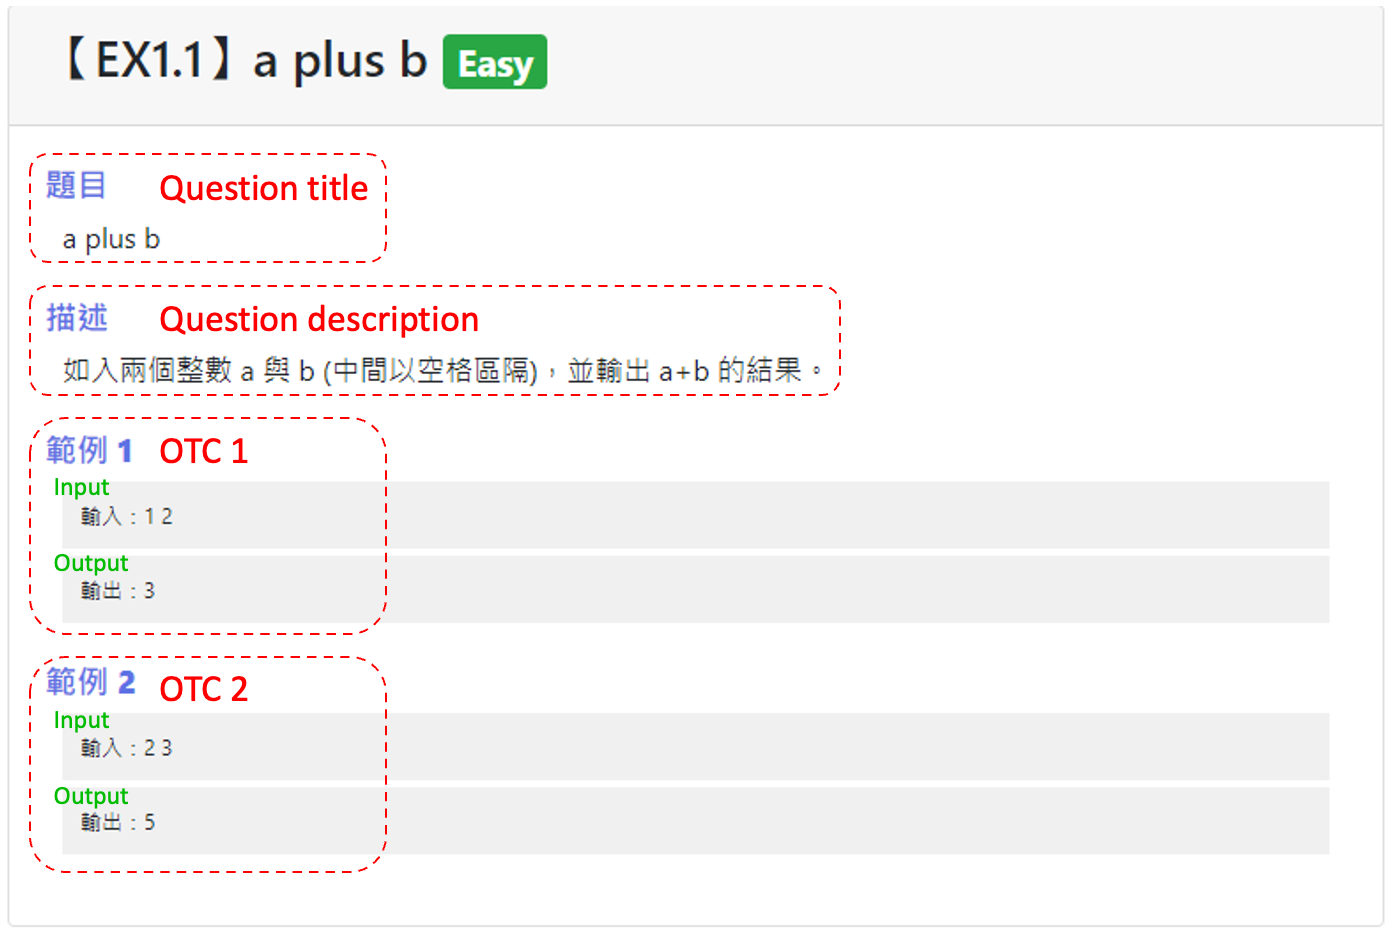 【EX1.1】a plus b Easy
題目 Question title
a plus b
描述 Question description
如入兩個整數 a 與 b (中間以空格區隔)，並輸出 a+b 的結果。
範例 1 OTC 1
Input
輸入：1 2
Output
輸出：3
範例 2 OTC 2
Input
輸入：2 3
Output
輸出：5